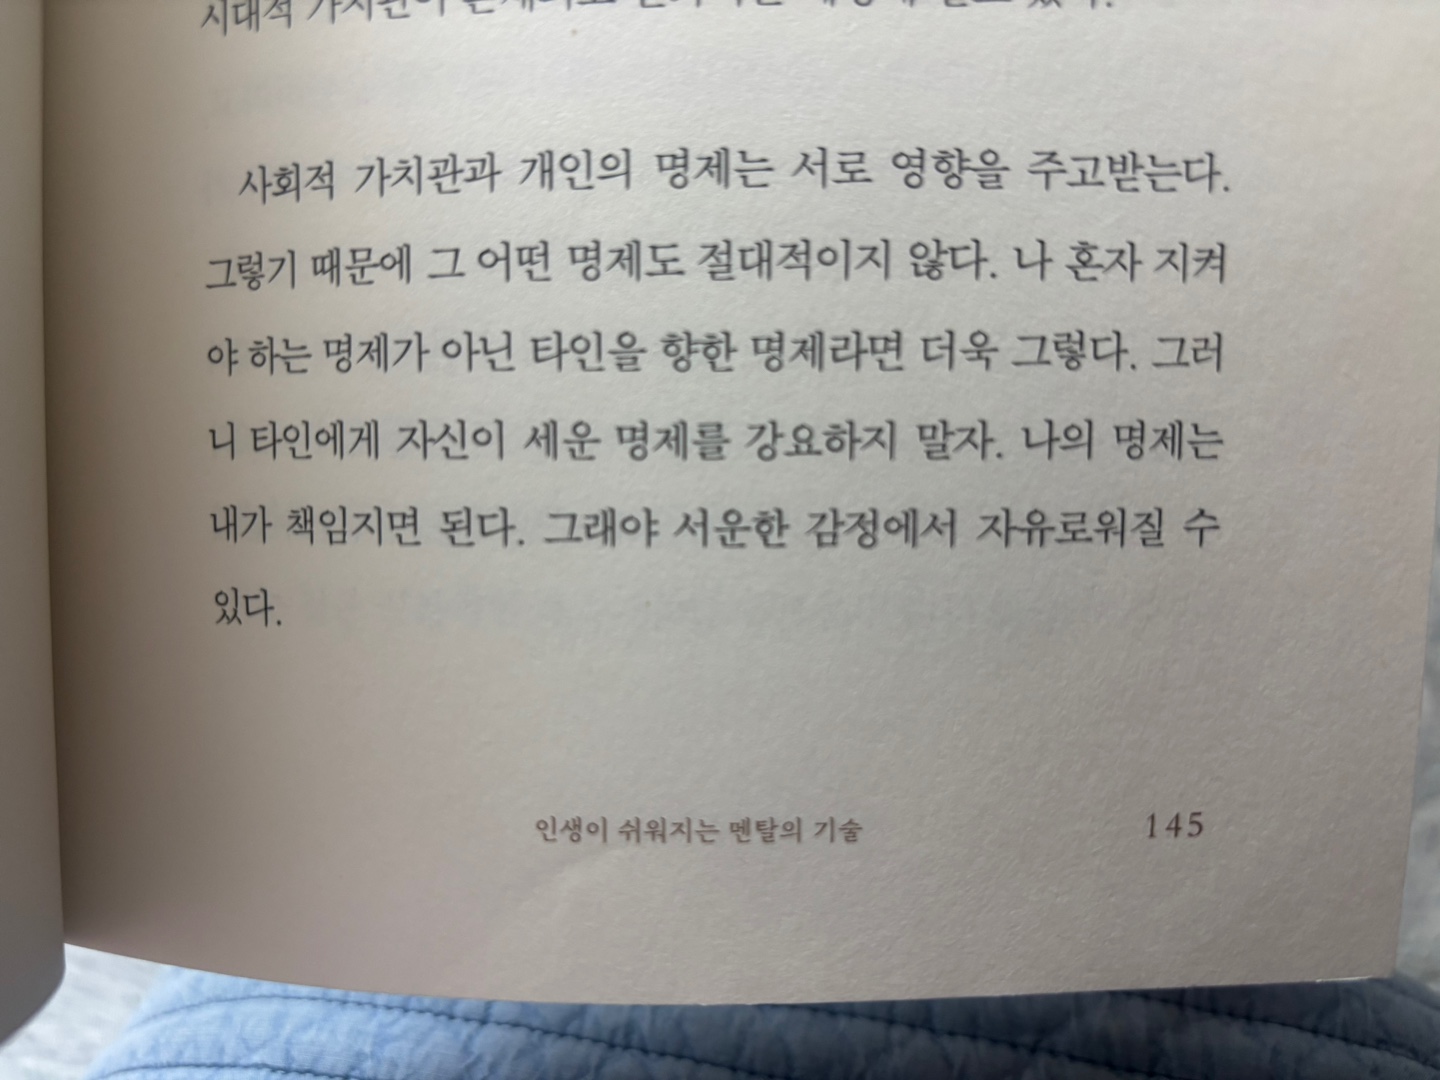 시대적
사회적 가치관과 개인의 명제는 서로 영향을 주고받는다.
그렇기 때문에 그 어떤 명제도 절대적이지 않다. 나 혼자 지켜
야 하는 명제가 아닌 타인을 향한 명제라면 더욱 그렇다. 그러
니 타인에게 자신이 세운 명제를 강요하지 말자. 나의 명제는
내가 책임지면 된다. 그래야 서운한 감정에서 자유로워질 수
있다.
인생이 쉬워지는 멘탈의 기술 145